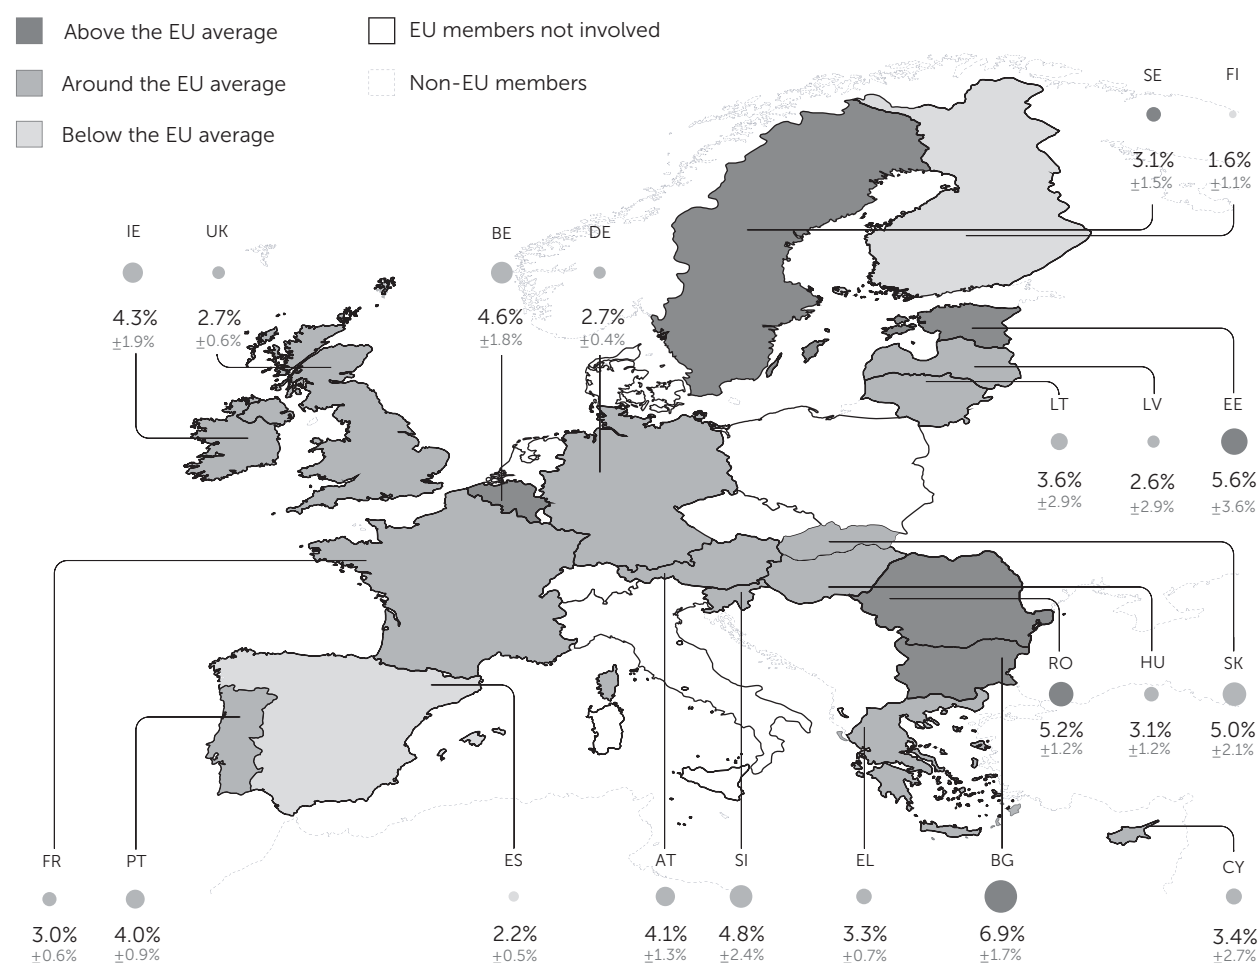 Above the EU average
EU members not involved
Around the EU average
Non-EU members
Below the EU average
SE FI
3.1% 1.6%
±1.5% ±1.1%
IE UK BE DE
4.3% 2.7% 4.6% 2.7%
±1.9% ±0.6% ±1.8% ±0.4%
LT LV EE
3.6% 2.6% 5.6%
±2.9% ±2.9% ±3.6%
RO HU SK
5.2% 3.1% 5.0%
±1.2% ±1.2% ±2.1%
FR PT ES AT SI EL BG CY
3.0% 4.0% 2.2% 4.1% 4.8% 3.3% 6.9% 3.4%
±0.6% ±0.9% ±0.5% ±1.3% ±2.4% ±0.7% ±1.7% ±2.7%